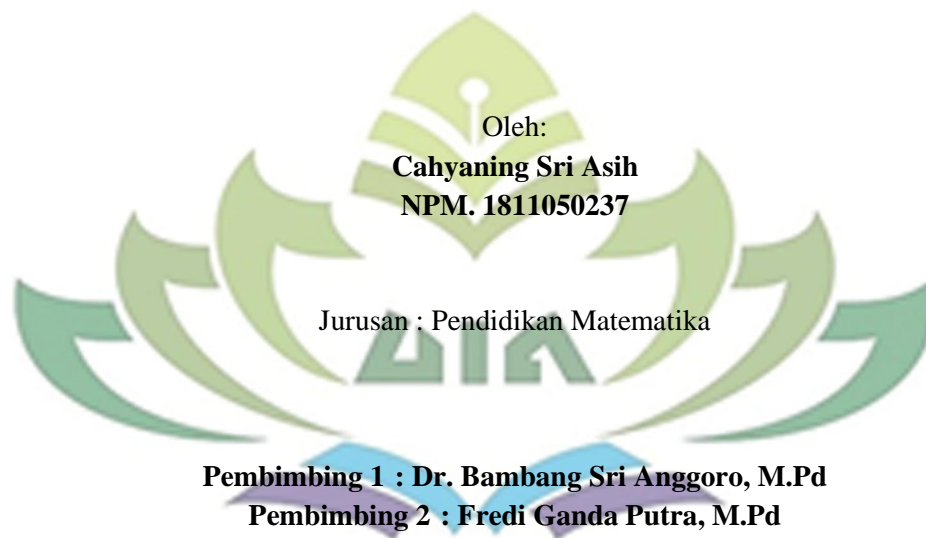 Oleh:
Cahyaning Sri Asih
NPM. 1811050237
Jurusan : Pendidikan Matematika
UIN
Pembimbing 1 : Dr. Bambang Sri Anggoro, M.Pd
Pembimbing 2 : Fredi Ganda Putra, M.Pd